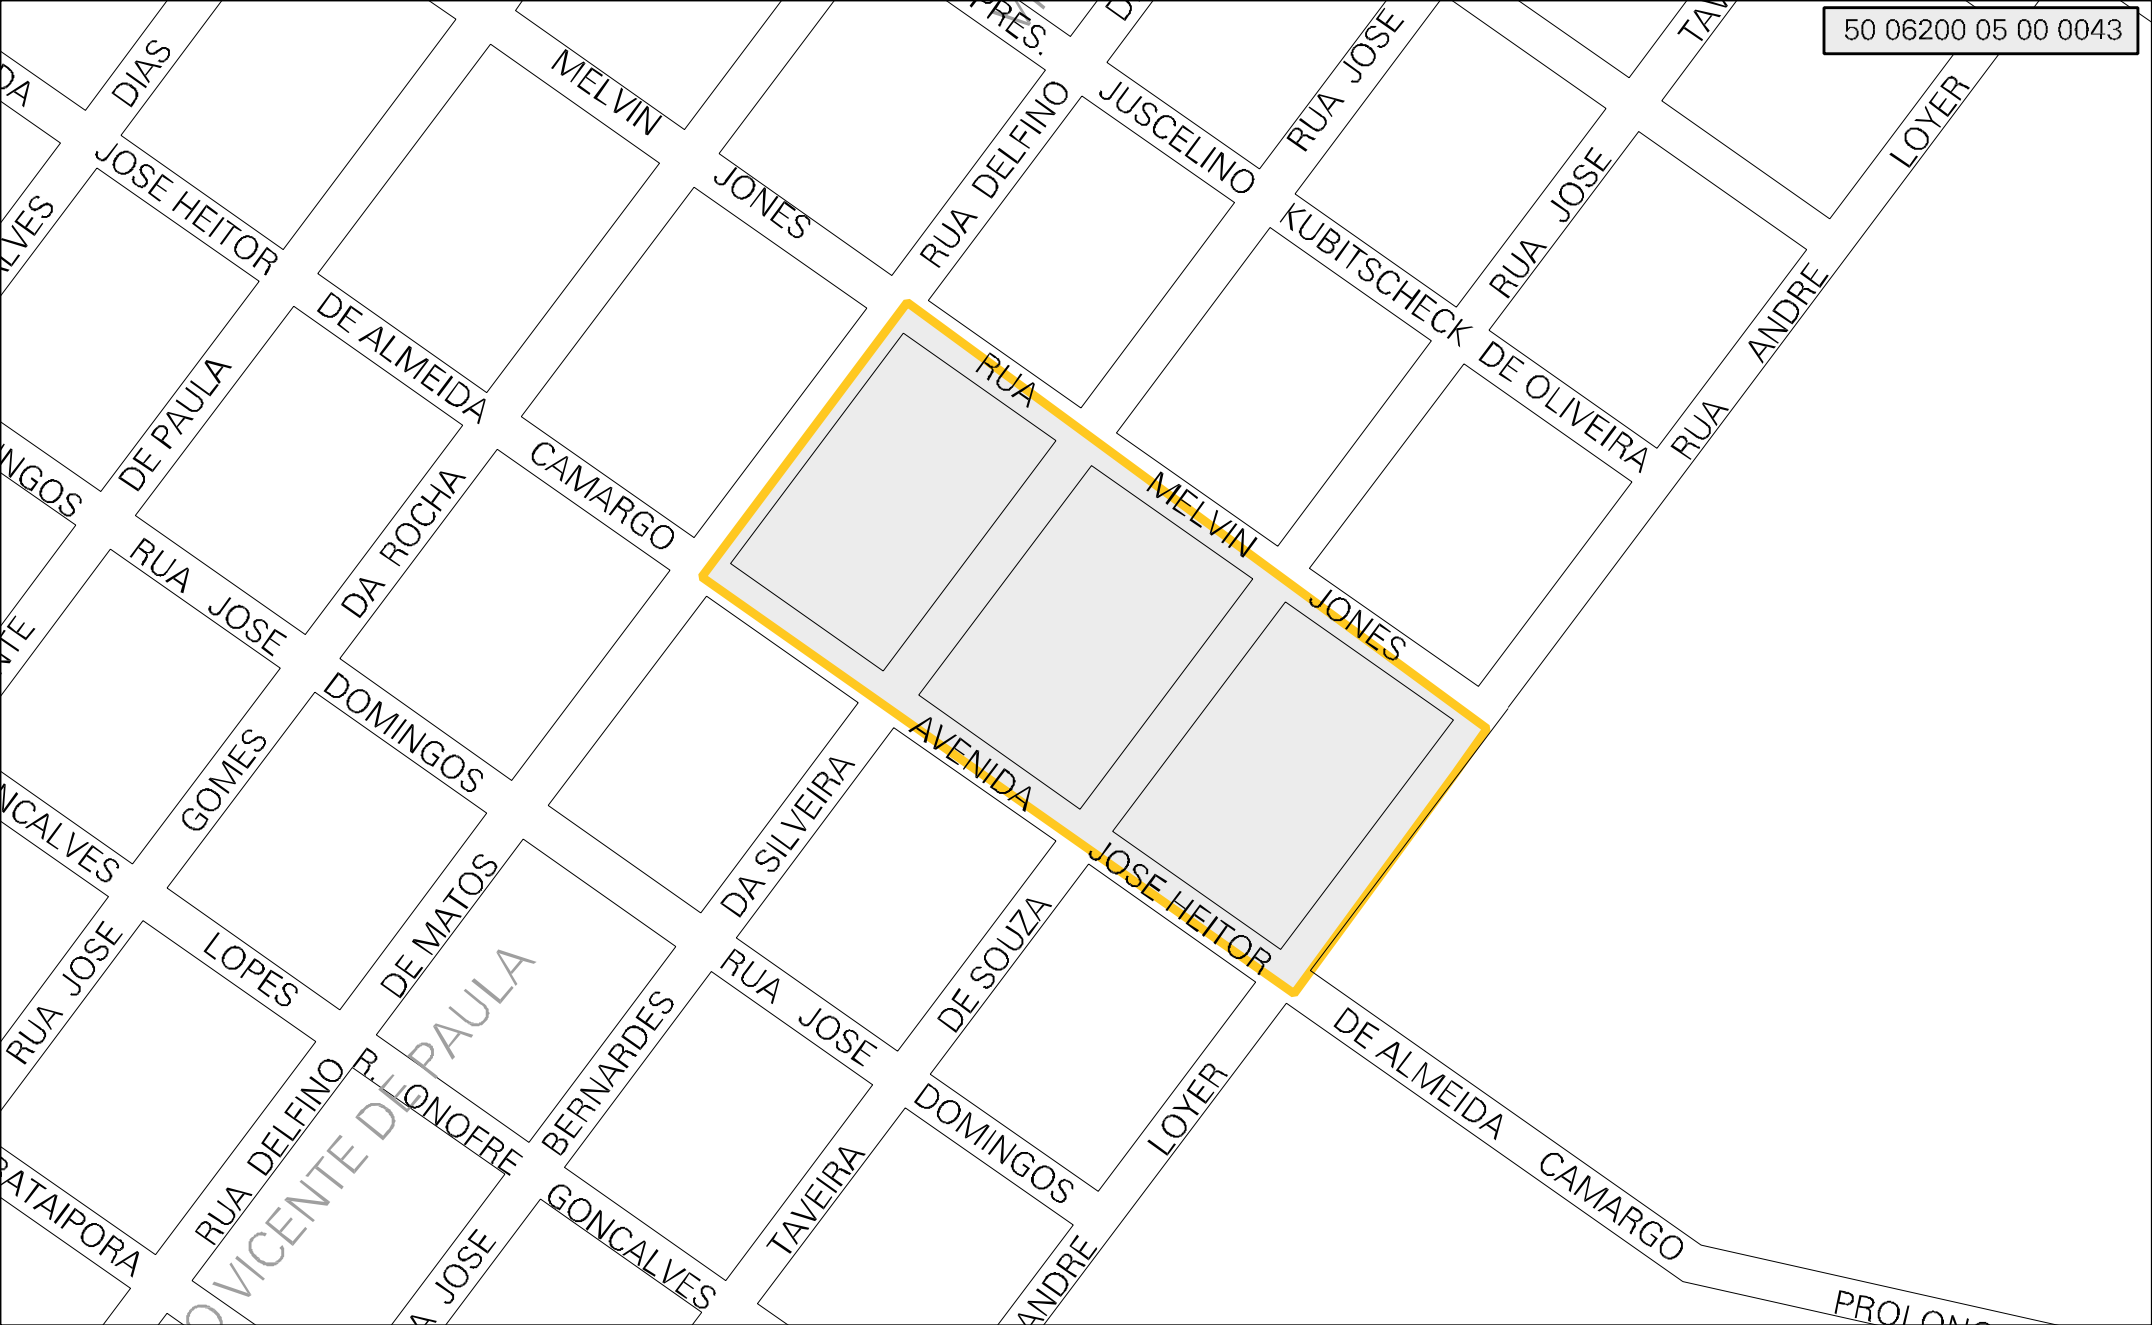 50 06200 05 00 0043
PRES.
RUA JOSE
LOYER
DIAS
DA
MELVIN
JUSCELINO
RUA DELFINO
JOSE HEITOR
JONES
KUBITSCHECK
RUA JOSE
DE ALMEIDA
DE OLIVEIRA
RUA ANDRE
RUA
DE PAULA
CAMARGO
DA ROCHA
MELVIN
RUA JOSE
JONES
DOMINGOS
GOMES
AVENIDA
DA SILVEIRA
JOSE HEITOR
DE MATOS
DE SOUZA
RUA JOSE
LOPES
RUA JOSE
DE ALMEIDA
BERNARDES
LOYER
R. ONOFRE
RUA DELFINO
DOMINGOS
CAMARGO
VICENTE DE PAULA
TAVEIRA
GONCALVES
JOSE
ANDRE